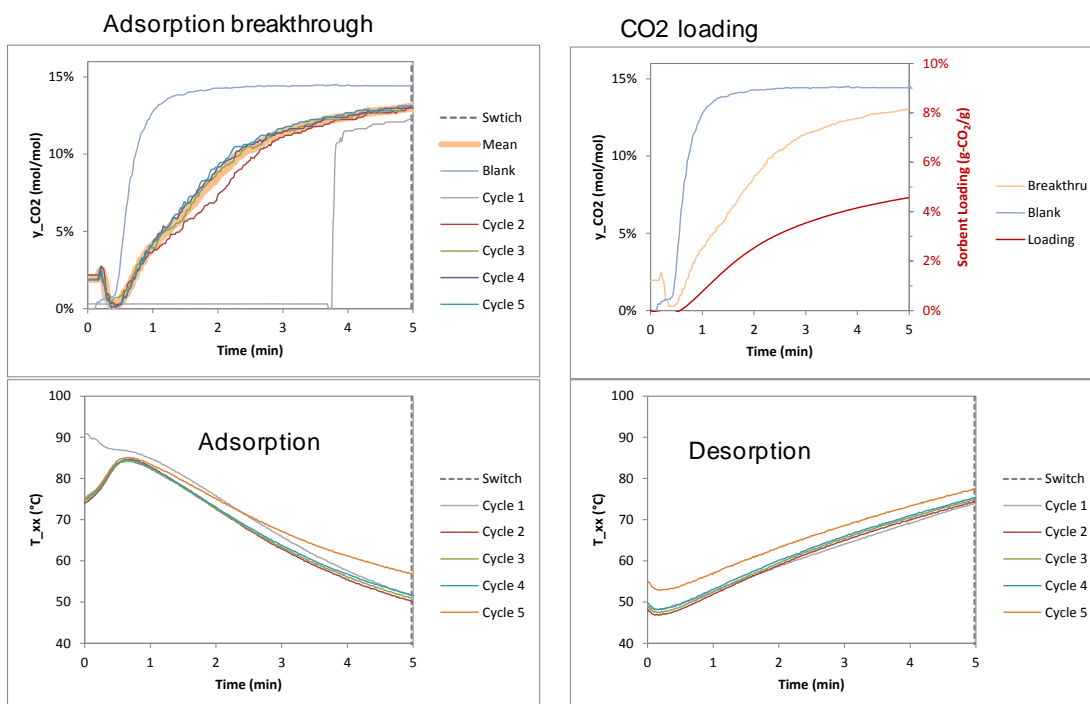 Adsorption breakthrough
15%
10%
5%
0%
y_CO2 (mol/mol)
0 1 2 3 4 5
Time (min)
Swtich
Mean
Blank
Cycle 1
Cycle 2
Cycle 3
Cycle 4
Cycle 5
CO2 loading
15%
10%
5%
0%
y_CO2 (mol/mol)
10%
8%
6%
4%
2%
0%
Sorbent Loading (g-CO₂/g)
0 1 2 3 4 5
Time (min)
Breakthru
Blank
Loading
100
90
80
70
60
50
40
T_xx (°C)
Adsorption
0 1 2 3 4 5
Time (min)
Switch
Cycle 1
Cycle 2
Cycle 3
Cycle 4
Cycle 5
100
90
80
70
60
50
40
T_xx (°C)
Desorption
0 1 2 3 4 5
Time (min)
Switch
Cycle 1
Cycle 2
Cycle 3
Cycle 4
Cycle 5